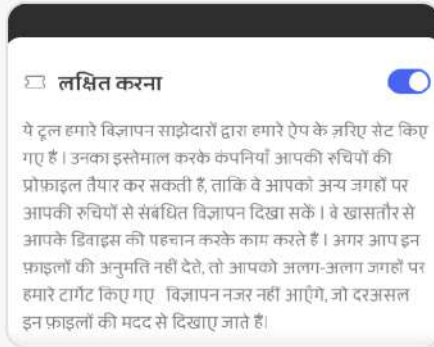 लक्षित करना
ये टूल हमारे विज्ञापन साझेदारों द्वारा हमारे ऐप के ज़रिए सेट किए
गए हैं । उनका इस्तेमाल करके कंपनियाँ आपकी रुचियों की
प्रोफ़ाइल तैयार कर सकती हैं, ताकि वे आपको अन्य जगहों पर
आपकी रुचियों से संबंधित विज्ञापन दिखा सकें । वे खासतौर से
आपके डिवाइस की पहचान करके काम करते हैं । अगर आप इन
फ़ाइलों की अनुमति नहीं देते, तो आपको अलग-अलग जगहों पर
हमारे टार्गेट किए गए विज्ञापन नजर नहीं आएँगे, जो दरअसल
इन फ़ाइलों की मदद से दिखाए जाते हैं।